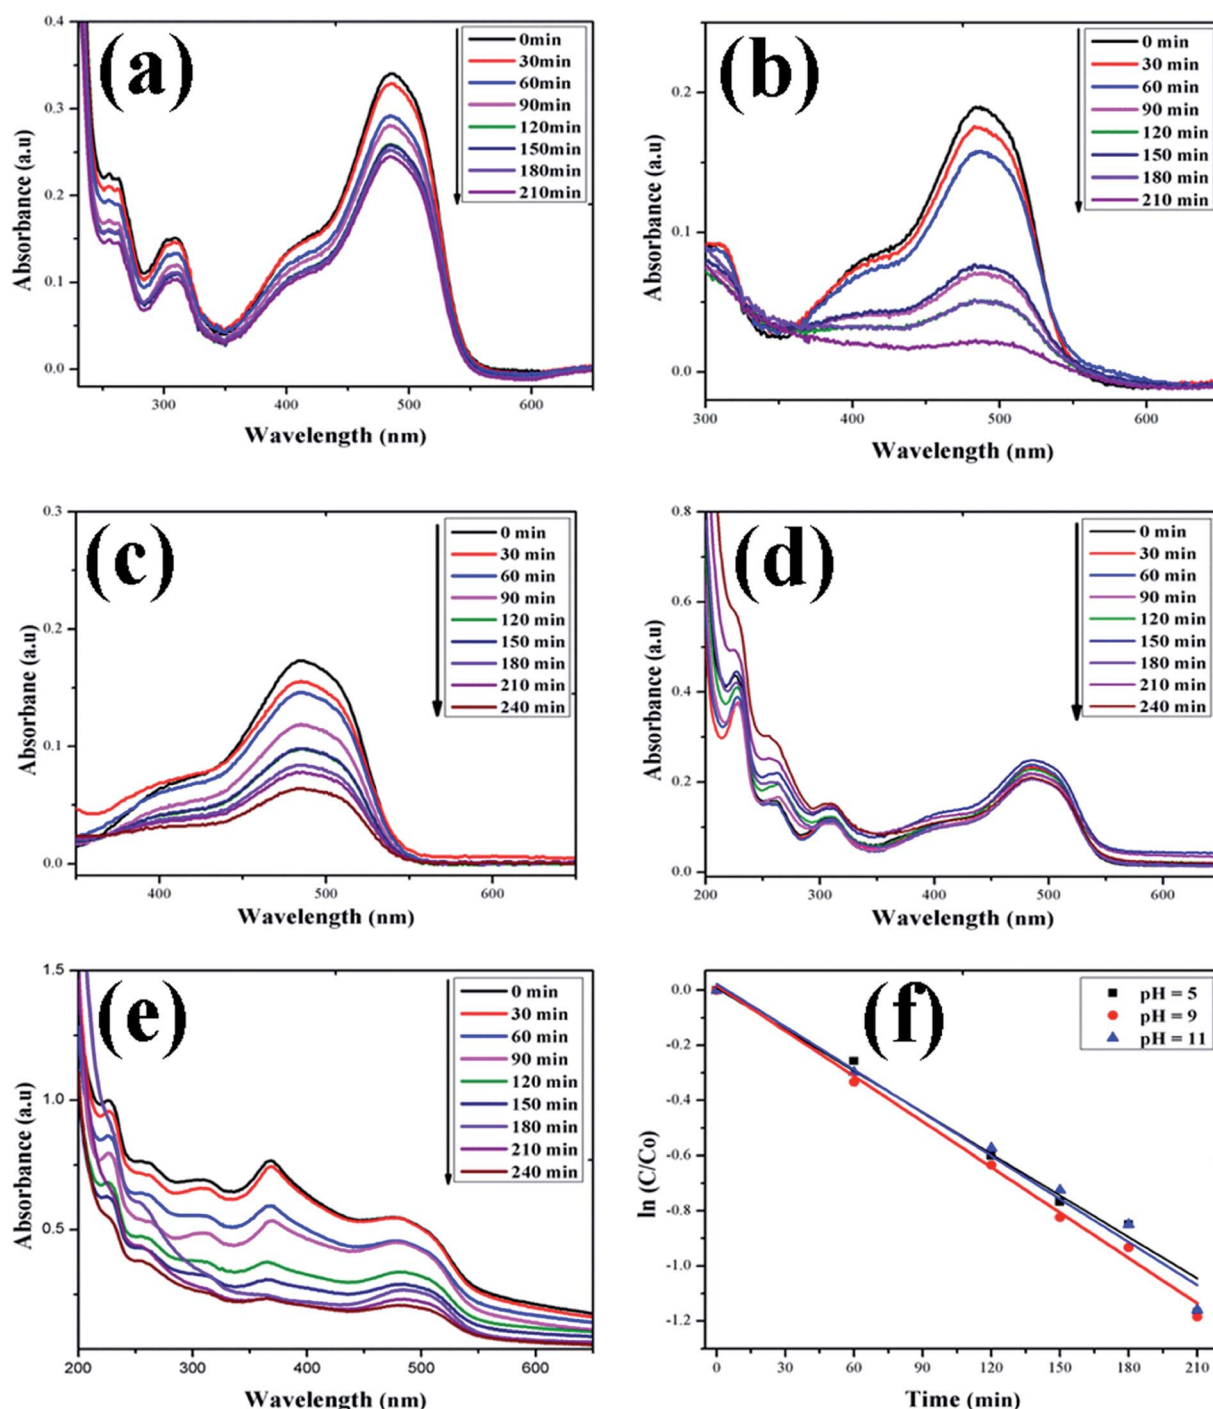 (a)
0.4
0.3
0.2
0.1
0.0
Absorbance (a.u)
300 400 500 600
Wavelength (nm)
0min
30min
60min
90min
120min
150min
180min
210min
(b)
0.2
0.1
0.0
Absorbance (a.u)
300 400 500 600
Wavelength (nm)
0 min
30 min
60 min
90 min
120 min
150 min
180 min
210 min
(c)
0.3
0.2
0.1
0.0
Absorbane (a.u)
400 500 600
Wavelength (nm)
0 min
30 min
60 min
90 min
120 min
150 min
180 min
210 min
240 min
(d)
0.8
0.6
0.4
0.2
0.0
Absorbance (a.u)
200 300 400 500 600
Wavelength (nm)
0 min
30 min
60 min
90 min
120 min
150 min
180 min
210 min
240 min
(e)
1.5
1.0
0.5
Absorbance (a.u)
200 300 400 500 600
Wavelength (nm)
0 min
30 min
60 min
90 min
120 min
150 min
180 min
210 min
240 min
(f)
0.0
-0.2
-0.4
-0.6
-0.8
-1.0
-1.2
ln (C/Co)
0 30 60 90 120 150 180 210
Time (min)
pH = 5
pH = 9
pH = 11